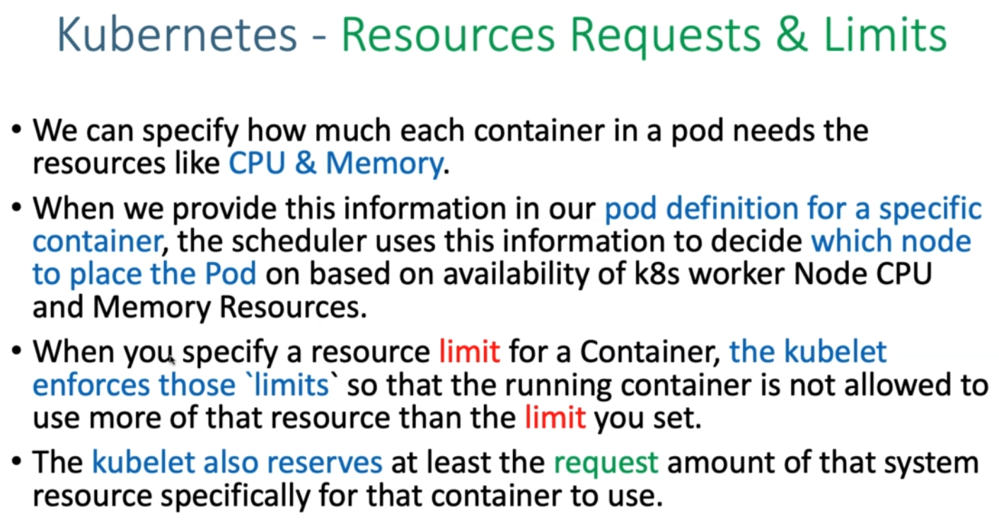 Kubernetes - Resources Requests & Limits
• We can specify how much each container in a pod needs the
resources like CPU & Memory.
• When we provide this information in our pod definition for a specific
container, the scheduler uses this information to decide which node
to place the Pod on based on availability of k8s worker Node CPU
and Memory Resources.
• When you specify a resource limit for a Container, the kubelet
enforces those `limits` so that the running container is not allowed to
use more of that resource than the limit you set.
• The kubelet also reserves at least the request amount of that system
resource specifically for that container to use.